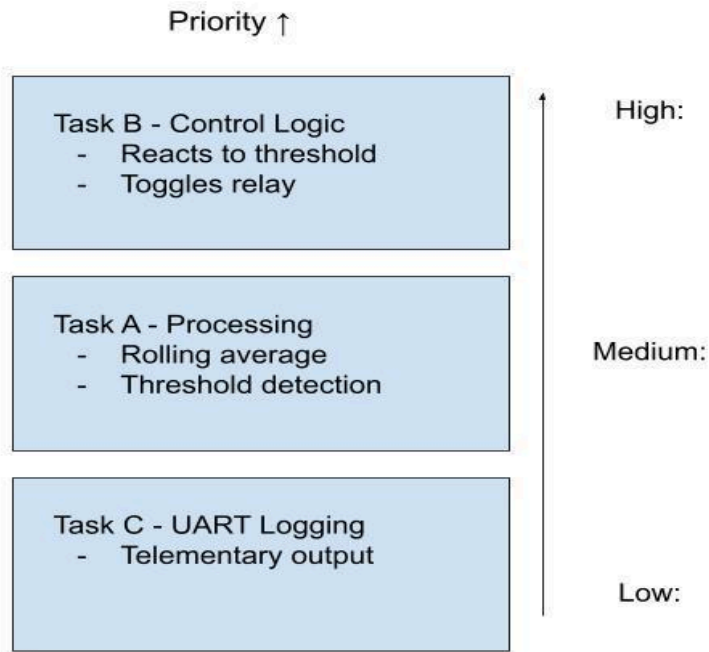 Priority ↑
Task B - Control Logic
- Reacts to threshold
- Toggles relay
High:
Task A - Processing
- Rolling average
- Threshold detection
Medium:
Task C - UART Logging
- Telementary output
Low: